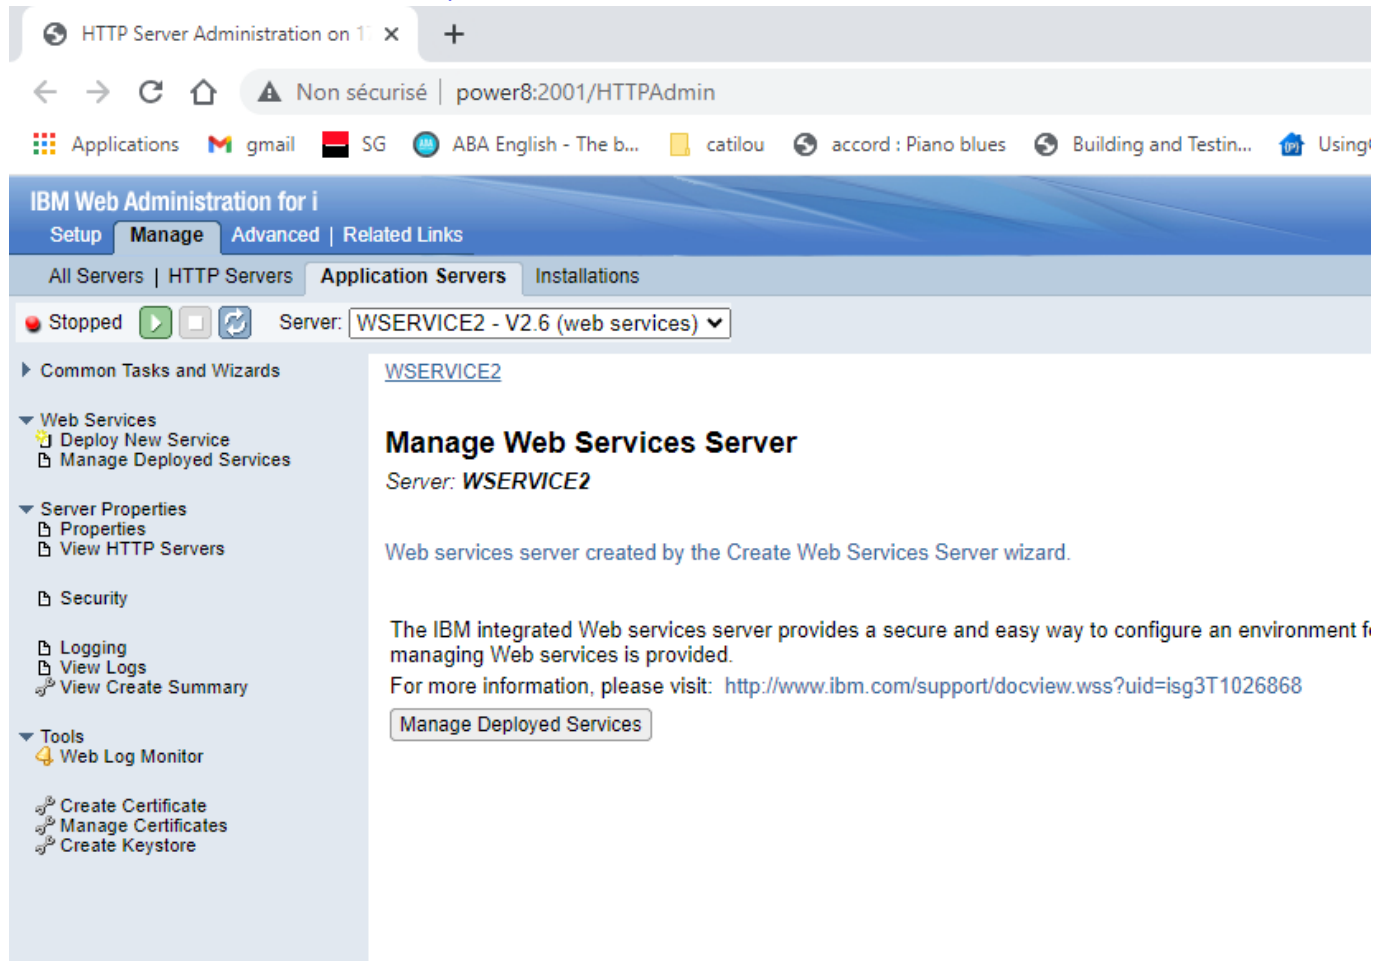 HTTP Server Administration on 1
Non sécurisé | power8:2001/HTTPAdmin
Applications gmail SG ABA English - The b... catilou accord : Piano blues Building and Testin... Using
IBM Web Administration for i
Setup Manage Advanced | Related Links
All Servers | HTTP Servers Application Servers Installations
Stopped Server: WSERVICE2 - V2.6 (web services)
Common Tasks and Wizards
Web Services
Deploy New Service
Manage Deployed Services
Server Properties
Properties
View HTTP Servers
Security
Logging
View Logs
View Create Summary
Tools
Web Log Monitor
Create Certificate
Manage Certificates
Create Keystore
WSERVICE2
Manage Web Services Server
Server: WSERVICE2
Web services server created by the Create Web Services Server wizard.
The IBM integrated Web services server provides a secure and easy way to configure an environment f
managing Web services is provided.
For more information, please visit: http://www.ibm.com/support/docview.wss?uid=isg3T1026868
Manage Deployed Services